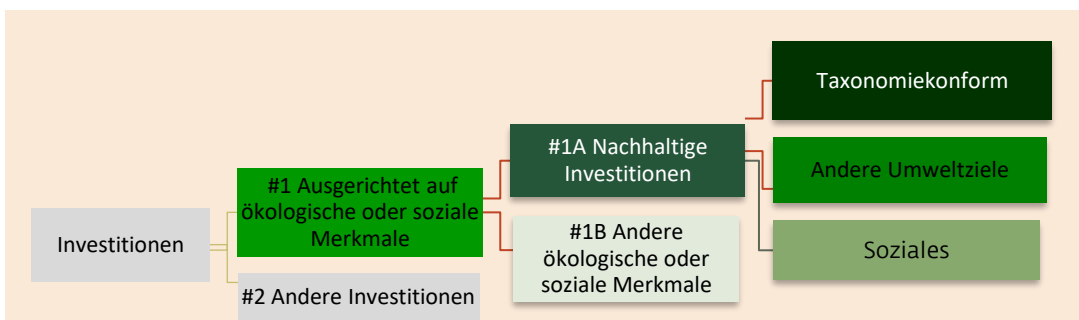 Investitionen
#1 Ausgerichtet auf
ökologische oder soziale
Merkmale
#2 Andere Investitionen
#1A Nachhaltige
Investitionen
#1B Andere
ökologische oder
soziale Merkmale
Taxonomiekonform
Andere Umweltziele
Soziales